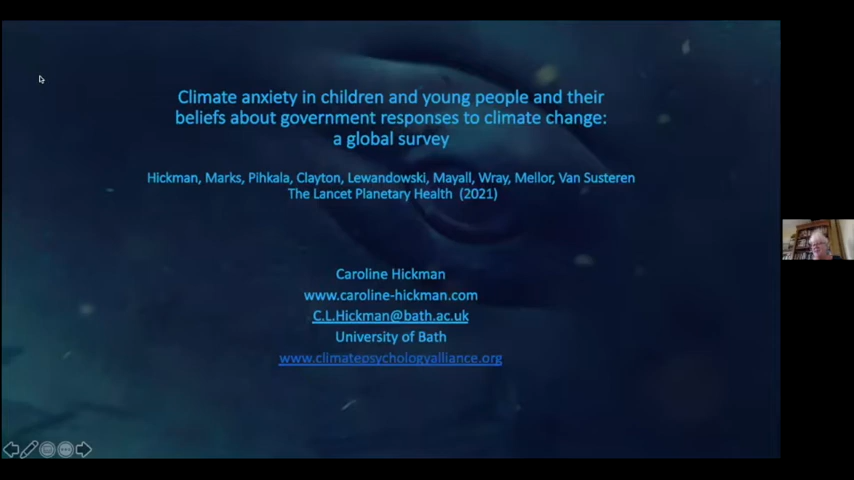 Climate anxiety in children and young people and their
beliefs about government responses to climate change:
a global survey
Hickman, Marks, Pihkala, Clayton, Lewandowski, Mayall, Wray, Mellor, Van Susteren
The Lancet Planetary Health (2021)
Caroline Hickman
www.caroline-hickman.com
C.L.Hickman@bath.ac.uk
University of Bath
www.climatepsychologyalliance.org